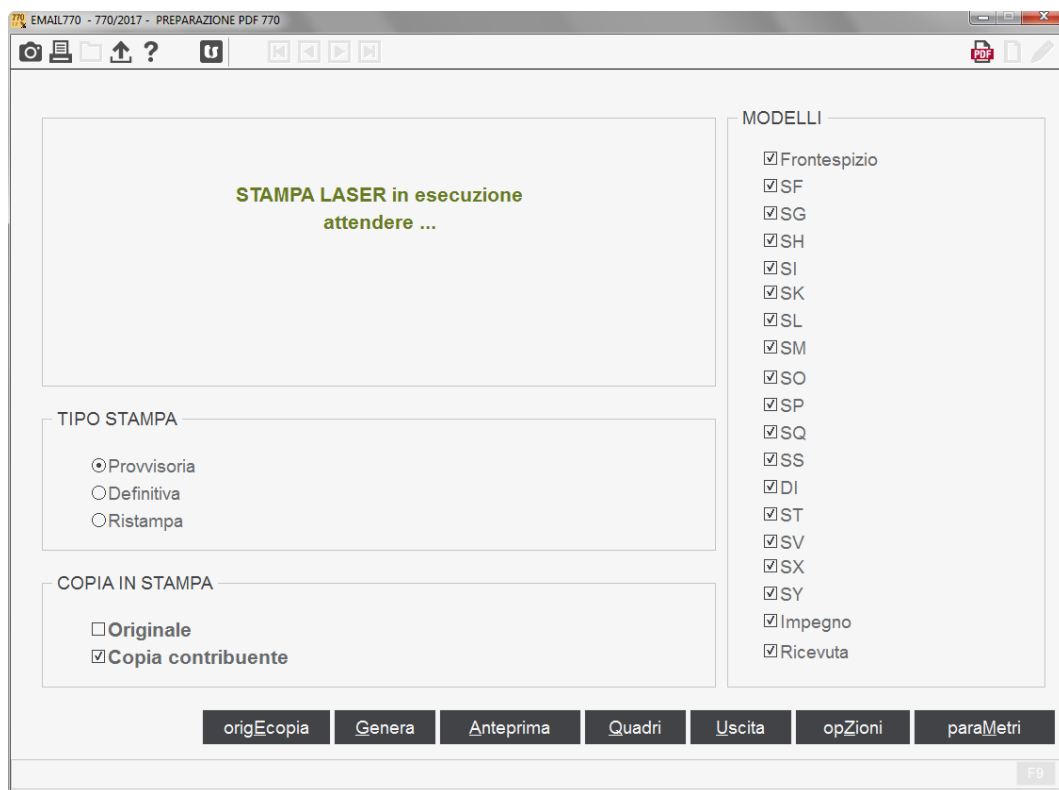 EMAIL770 - 770/2017 - PREPARAZIONE PDF 770
?
PDF
STAMPA LASER in esecuzione
attendere ...
TIPO STAMPA
Provvisoria
Definitiva
Ristampa
COPIA IN STAMPA
Originale
Copia contribuente
MODELLI
Frontespizio
SF
SG
SH
SI
SK
SL
SM
SO
SP
SQ
SS
DI
ST
SV
SX
SY
Impegno
Ricevuta
origEcopia Genera Anteprima Quadri Uscita opZioni paraMetri
F9